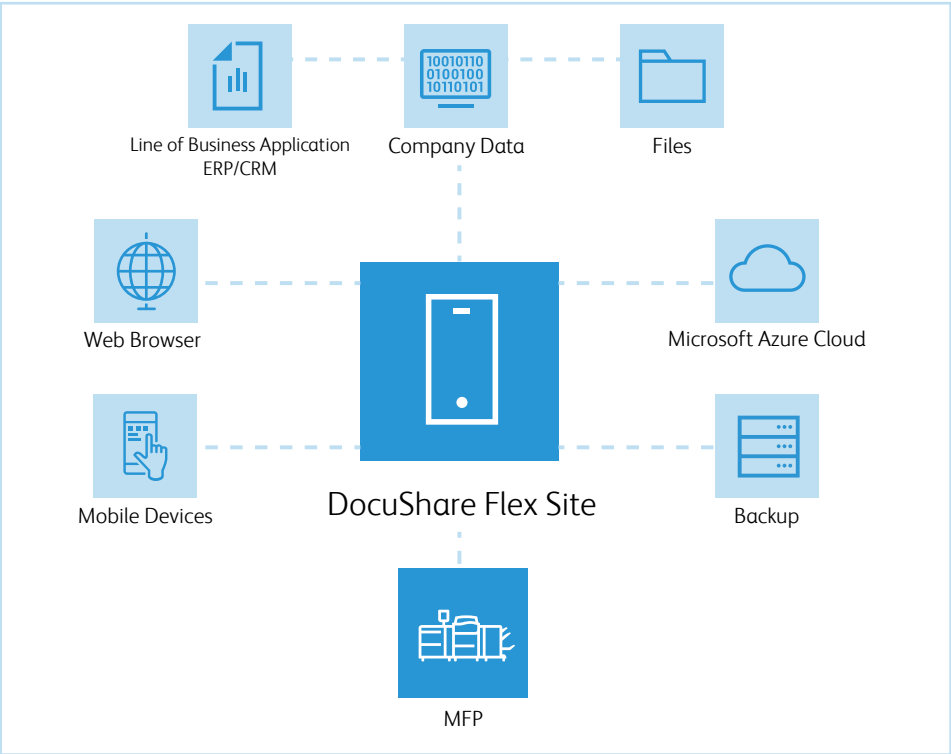 10010110
0100100
10110101
Line of Business Application
ERP/CRM
Company Data
Files
Web Browser
Microsoft Azure Cloud
Mobile Devices
DocuShare Flex Site
Backup
MFP